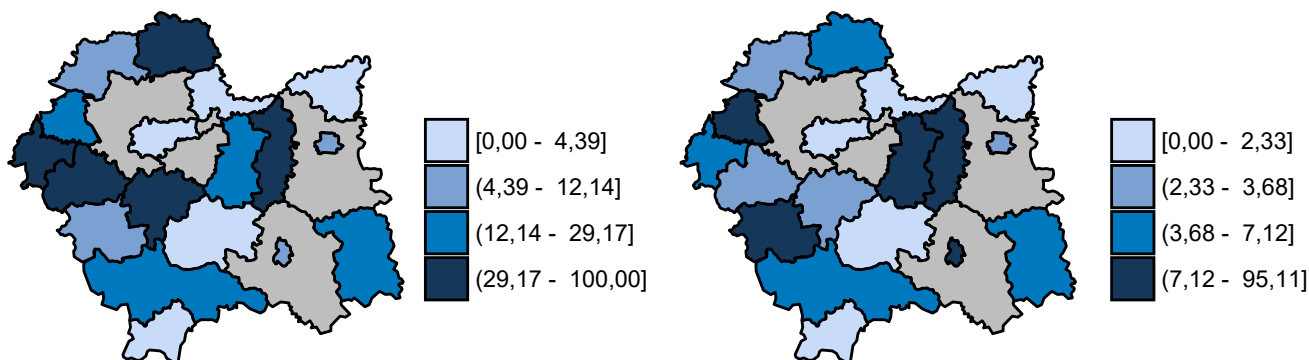 [0,00 - 4,39]
(4,39 - 12,14]
(12,14 - 29,17]
(29,17 - 100,00]
[0,00 - 2,33]
(2,33 - 3,68]
(3,68 - 7,12]
(7,12 - 95,11]